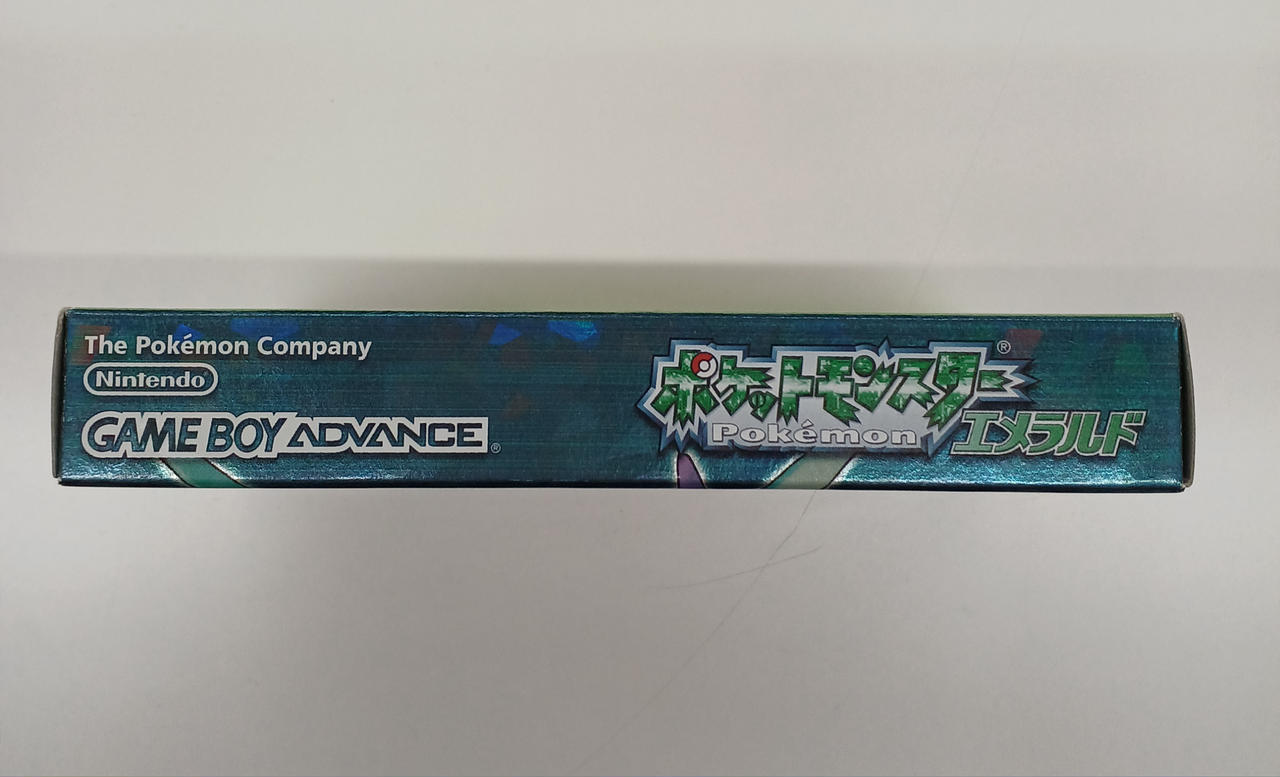 The Pokémon Company
Nintendo
GAME BOY ADVANCE ®
ポケットモンスター ®
Pokémon
エメラルド